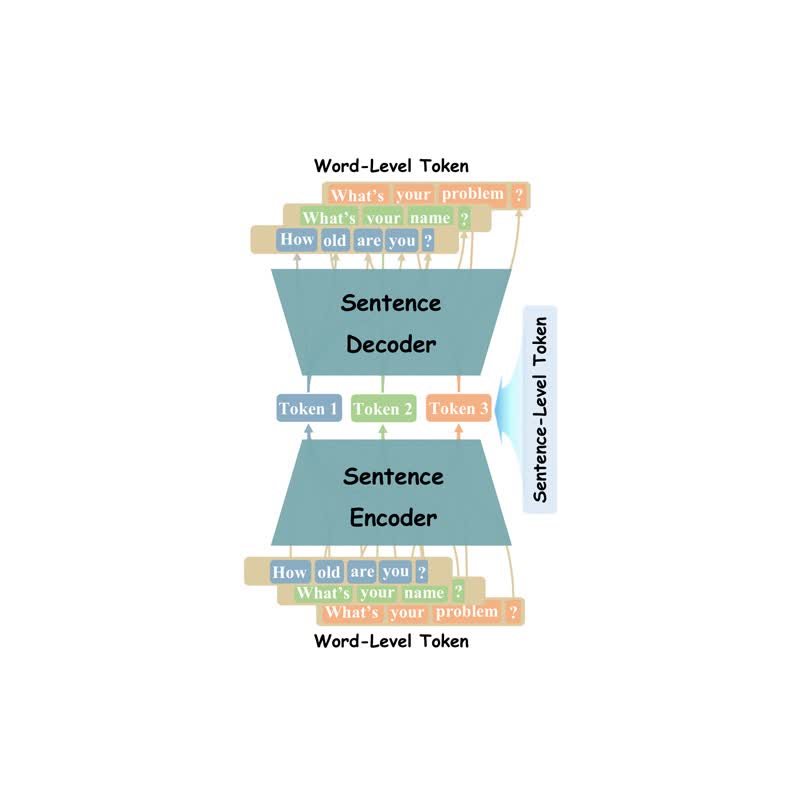 Word-Level Token
What's your problem ?
What's your name ?
How old are you ?
Sentence
Decoder
Token 1 Token 2 Token 3
Sentence-Level Token
Sentence
Encoder
How old are you ?
What's your name ?
What's your problem ?
Word-Level Token